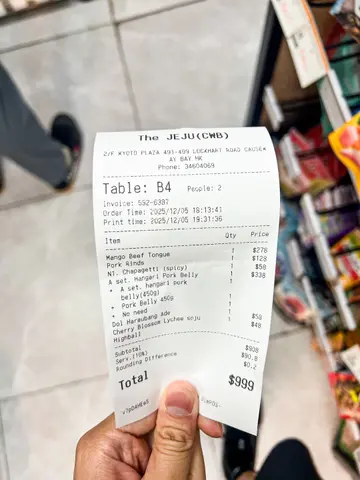 The JEJU(CWB)
2/F KYOTO PLAZA 491-499 LOCKHART ROAD CAUSEW
AY BAY HK
Phone: 34604069
Table: B4 People: 2
Invoice: 592-6307
Order Time: 2025/12/05 18:13:41
Print time: 2025/12/05 19:31:36
Item Qty Price
Mango Beef Tongue 1 $278
Pork Rinds 1 $128
N1. Chapagetti (spicy) 1 $58
A set. Hangari Pork Belly 1 $338
+ A set. hangari pork 1
belly(450g)
+ Pork Belly 450g 1
+ No need 1
Dol Hareubang Ade 1 $58
Cherry Blossom Lychee soju 1 $48
Highball
Subtotal $908
Serv.(10%) $90.8
Rounding Difference $0.2
Total $999